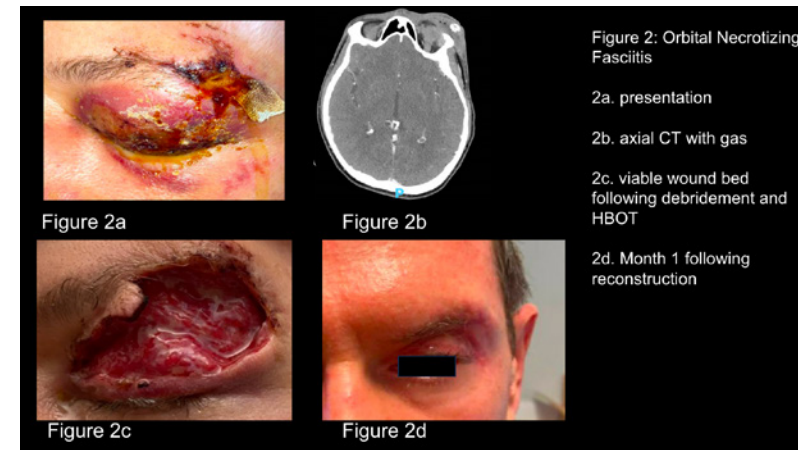 Figure 2a
Figure 2b
Figure 2c
Figure 2d
Figure 2: Orbital Necrotizing
Fasciitis
2a. presentation
2b. axial CT with gas
2c. viable wound bed
following debridement and
HBOT
2d. Month 1 following
reconstruction